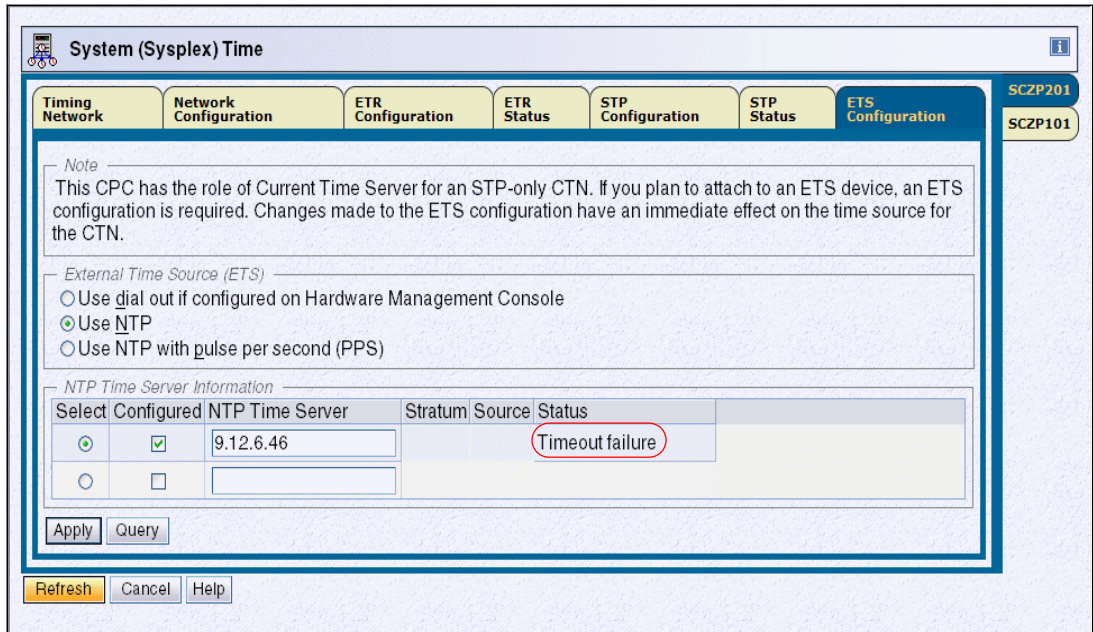 System (Sysplex) Time
i
SCZP201
SCZP101
Timing Network
Network Configuration
ETR Configuration
ETR Status
STP Configuration
STP Status
ETS Configuration
Note
This CPC has the role of Current Time Server for an STP-only CTN. If you plan to attach to an ETS device, an ETS
configuration is required. Changes made to the ETS configuration have an immediate effect on the time source for
the CTN.
External Time Source (ETS)
Use dial out if configured on Hardware Management Console
Use NTP
Use NTP with pulse per second (PPS)
NTP Time Server Information
Select Configured NTP Time Server Stratum Source Status
9.12.6.46 Timeout failure
Apply Query
Refresh Cancel Help